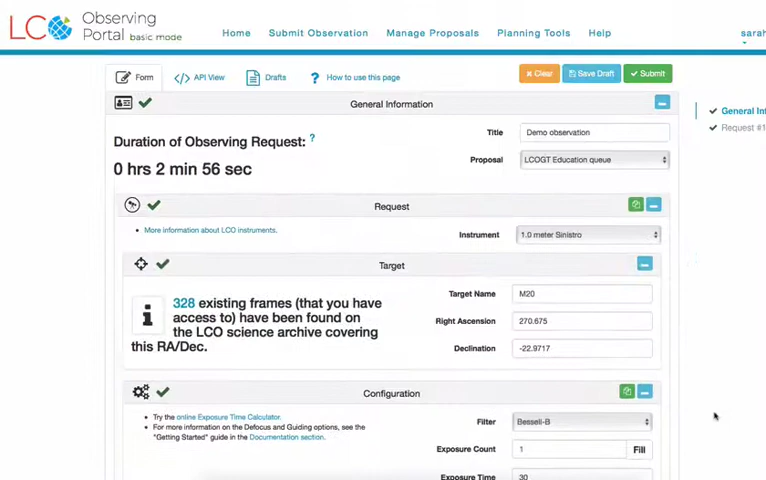 LCO Observing
Portal basic mode
Home Submit Observation Manage Proposals Planning Tools Help sarah
Form API View Drafts ? How to use this page Clear Save Draft Submit
General Information
General Inf
Request #1
Duration of Observing Request: ?
0 hrs 2 min 56 sec
Title Demo observation
Proposal LCOGT Education queue
Request
More information about LCO instruments.
Instrument 1.0 meter Sinistro
Target
328 existing frames (that you have
access to) have been found on
the LCO science archive covering
this RA/Dec.
Target Name M20
Right Ascension 270.675
Declination -22.9717
Configuration
Try the online Exposure Time Calculator.
For more information on the Defocus and Guiding options, see the
"Getting Started" guide in the Documentation section.
Filter Bessell-B
Exposure Count 1 Fill
Exposure Time 30